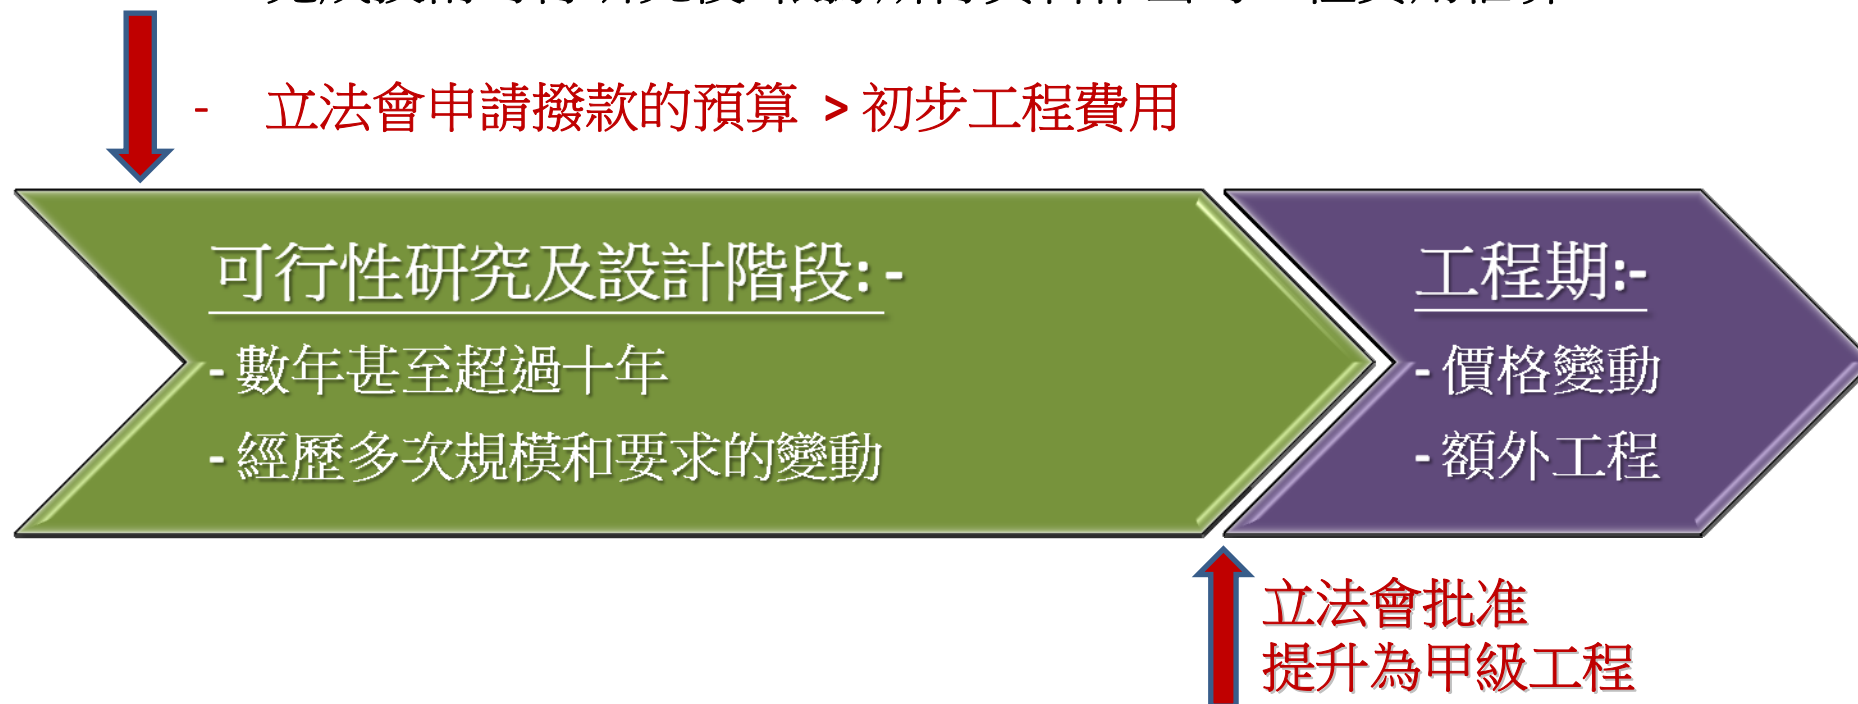 - 立法會申請撥款的預算 > 初步工程費用
可行性研究及設計階段: -
- 數年甚至超過十年
- 經歷多次規模和要求的變動
工程期:-
- 價格變動
- 額外工程
立法會批准
提升為甲級工程